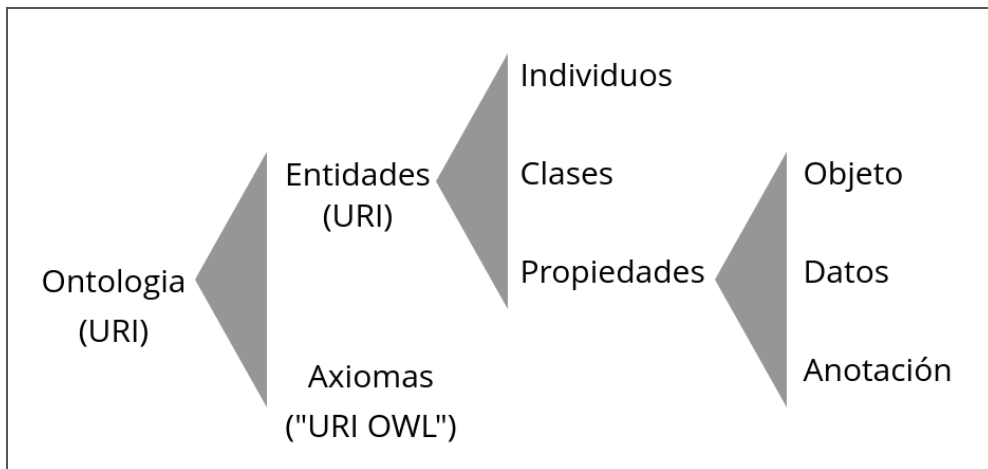 Ontologia
(URI)
Entidades
(URI)
Axiomas
("URI OWL")
Individuos
Clases
Propiedades
Objeto
Datos
Anotación